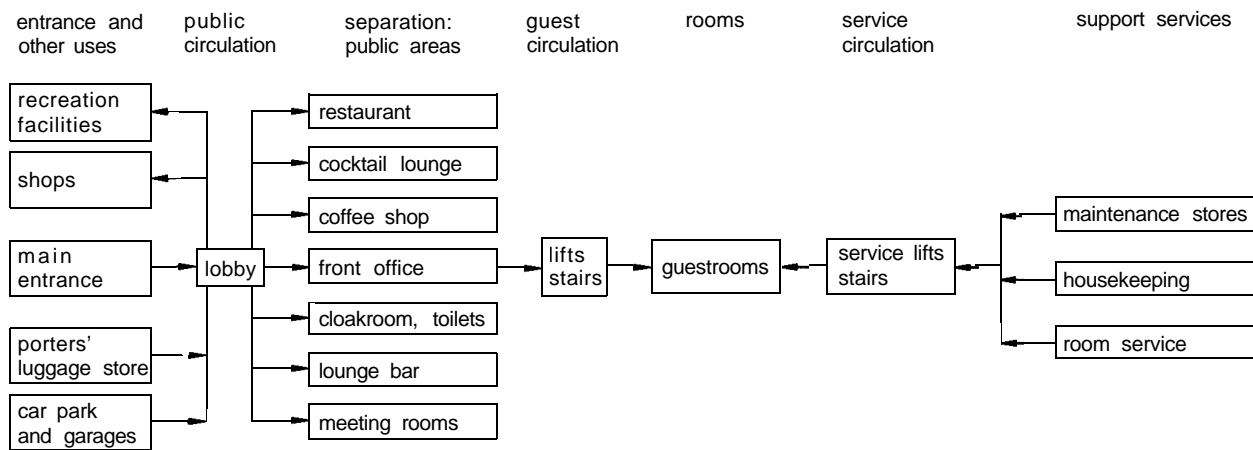 entrance and
other uses
public
circulation
separation:
public areas
guest
circulation
rooms
service
circulation
support services
recreation
facilities
shops
main
entrance
porters'
luggage store
car park
and garages
lobby
restaurant
cocktail lounge
coffee shop
front office
cloakroom, toilets
lounge bar
meeting rooms
lifts
stairs
guestrooms
service lifts
stairs
maintenance stores
housekeeping
room service